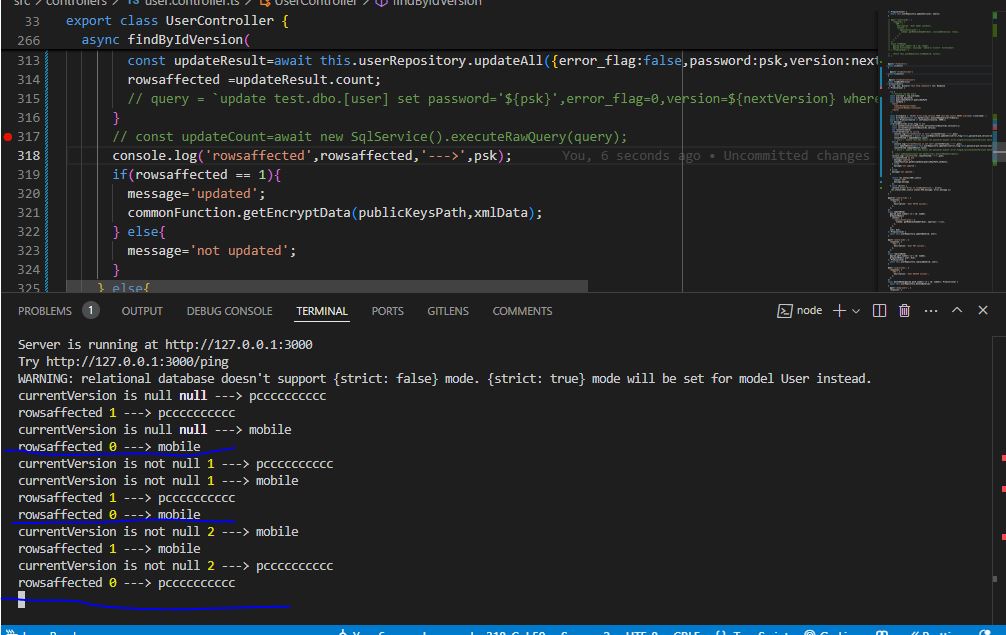 src > controllers > TS user.controller.ts > UserController > findByIdVersion
33 export class UserController {
266 async findByIdVersion(
313 const updateResult=await this.userRepository.updateAll({error_flag:false,password:psk,version:next
314 rowsaffected =updateResult.count;
315 // query = `update test.dbo.[user] set password='${psk}',error_flag=0,version=${nextVersion} where
316 }
317 // const updateCount=await new SqlService().executeRawQuery(query);
318 console.log('rowsaffected',rowsaffected,'--->',psk); You, 6 seconds ago • Uncommitted changes
319 if(rowsaffected == 1){
320 message='updated';
321 commonFunction.getEncryptData(publicKeysPath,xmlData);
322 } else{
323 message='not updated';
324 }
325 } else{
PROBLEMS 1 OUTPUT DEBUG CONSOLE TERMINAL PORTS GITLENS COMMENTS node
Server is running at http://127.0.0.1:3000
Try http://127.0.0.1:3000/ping
WARNING: relational database doesn't support {strict: false} mode. {strict: true} mode will be set for model User instead.
currentVersion is null null ---> pcccccccccc
rowsaffected 1 ---> pcccccccccc
currentVersion is null null ---> mobile
rowsaffected 0 ---> mobile
currentVersion is not null 1 ---> pcccccccccc
currentVersion is not null 1 ---> mobile
rowsaffected 1 ---> pcccccccccc
rowsaffected 0 ---> mobile
currentVersion is not null 2 ---> mobile
rowsaffected 1 ---> mobile
currentVersion is not null 2 ---> pcccccccccc
rowsaffected 0 ---> pcccccccccc